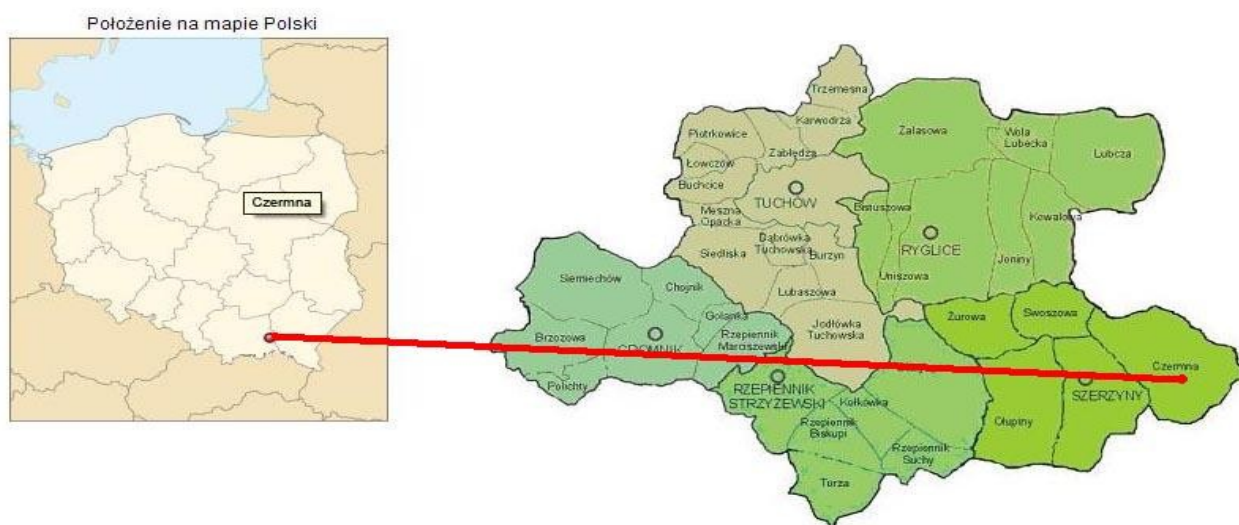 Położenie na mapie Polski
Czermna
Trzemesna
Karwodrza
Piotrkowice
Zabłędza
Łowczów
Buchcice
TUCHÓW
Meszna
Opacka
Dąbrówka
Tuchowska
Siedliska
Burzyn
Lubaszowa
Jodłówka
Tuchowska
Zalasowa
Wola
Lubecka
Lubcza
Bistuszowa
Kowalowa
RYGLICE
Uniszowa
Joniny
Siemiechów
Chojnik
Golanka
Brzozowa
GROMNIK
Rzepiennik
Marciszewski
Polichty
RZEPIENNIK
STRZYŻEWSKI
Kołkówka
Rzepiennik
Biskupi
Rzepiennik
Suchy
Turza
Żurowa
Swoszowa
Czermna
SZERZYNY
Ołupiny